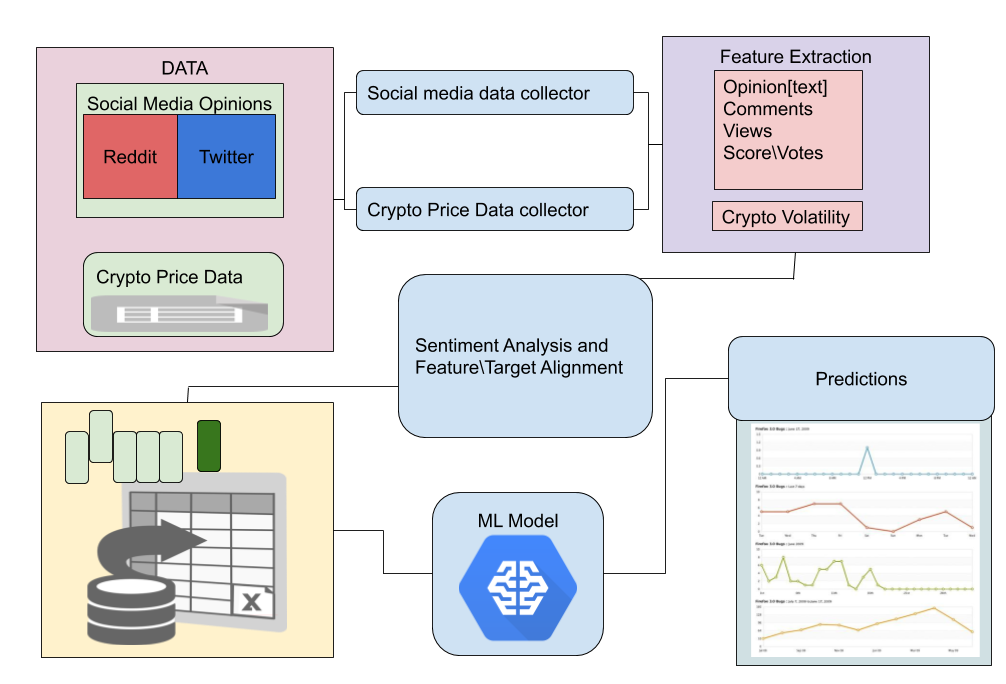 DATA
Social Media Opinions
Reddit
Twitter
Crypto Price Data
Social media data collector
Crypto Price Data collector
Feature Extraction
Opinion[text]
Comments
Views
Score\Votes
Crypto Volatility
Sentiment Analysis and
Feature\Target Alignment
X
ML Model
Predictions